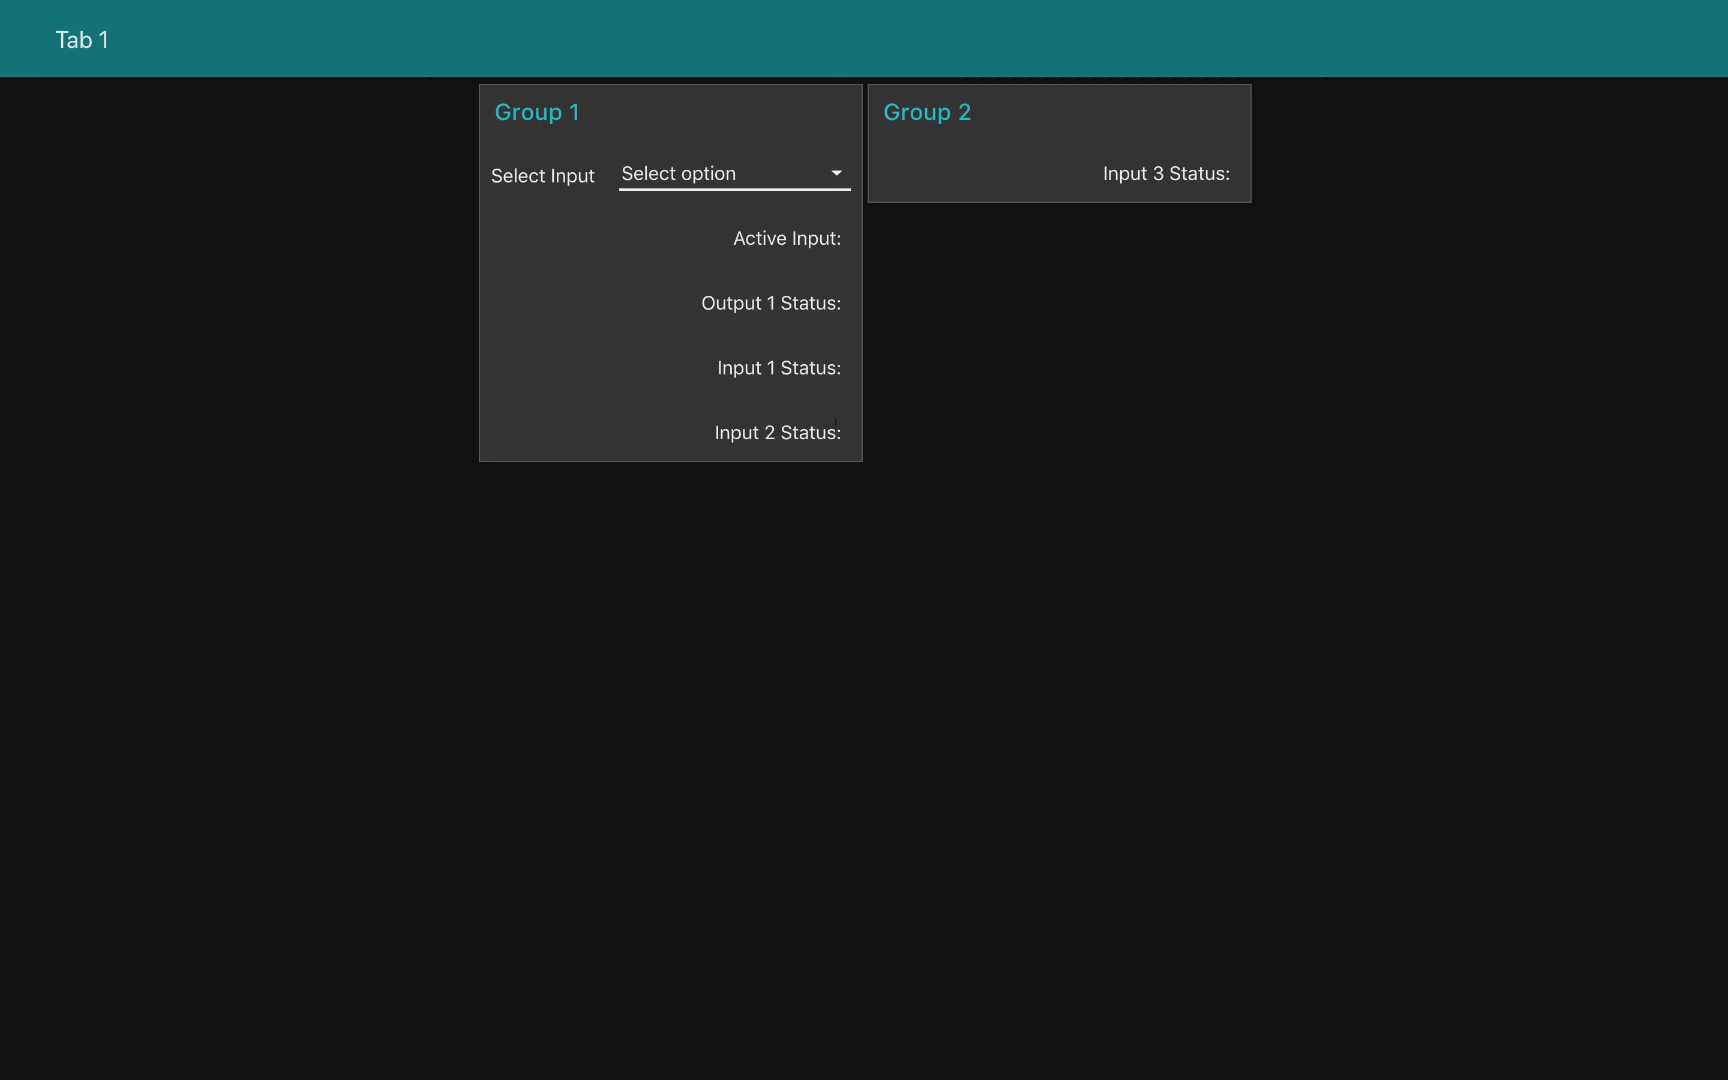 Tab 1
Group 1
Select Input
Select option
Active Input:
Output 1 Status:
Input 1 Status:
Input 2 Status:
Group 2
Input 3 Status: